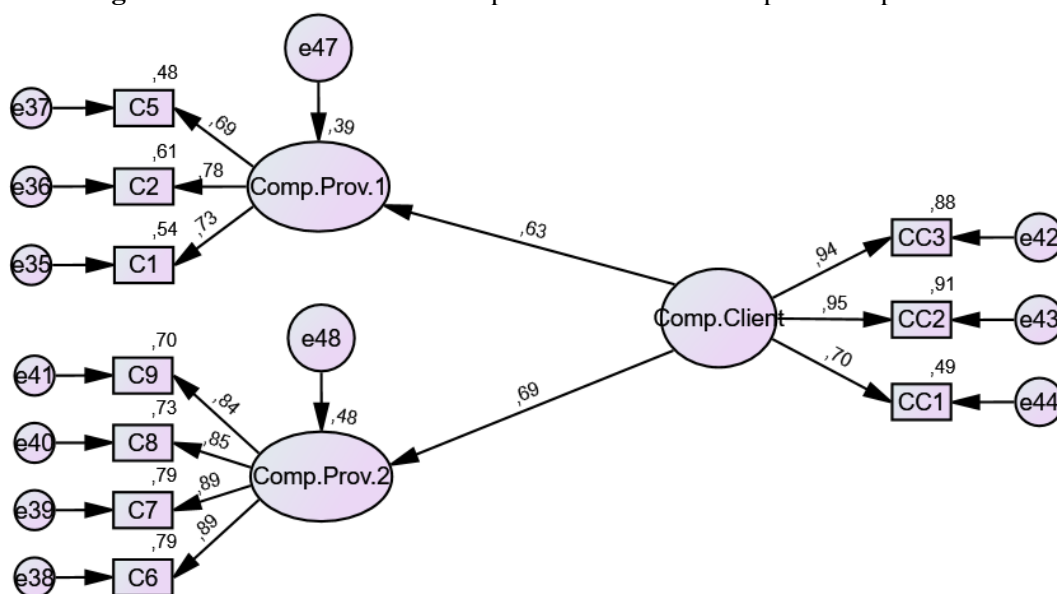 e47
,48
e37
C5
,69
,39
,61
e36
C2
,78
Comp.Prov.1
,54
e35
C1
,73
,63
,88
,94
CC3
e42
,91
Comp.Client
,95
CC2
e43
,49
,70
CC1
e44
e48
,70
e41
C9
,84
,69
,48
,73
e40
C8
,85
Comp.Prov.2
,79
e39
C7
,89
,79
e38
C6
,89